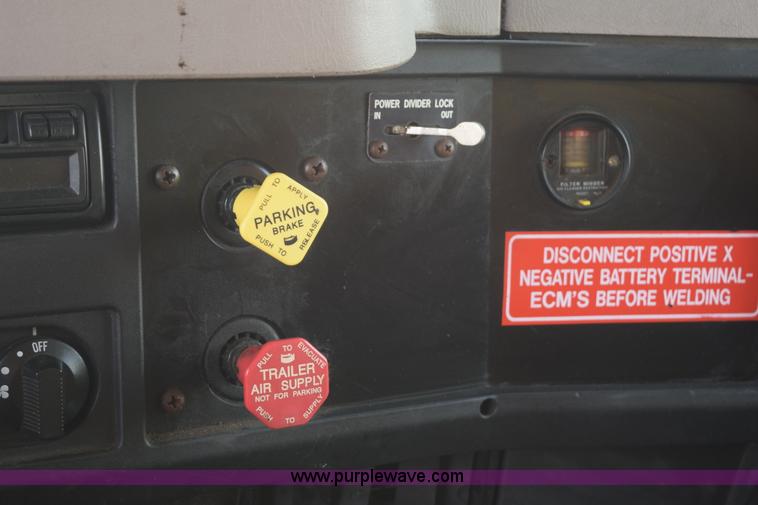 POWER DIVIDER LOCK
IN OUT
PULL TO APPLY
PARKING
BRAKE
PUSH TO RELEASE
FILTER MINDER
DISCONNECT POSITIVE X
NEGATIVE BATTERY TERMINAL-
ECM'S BEFORE WELDING
OFF
PULL TO EVACUATE
TRAILER
AIR SUPPLY
NOT FOR PARKING
PUSH TO SUPPLY
www.purplewave.com